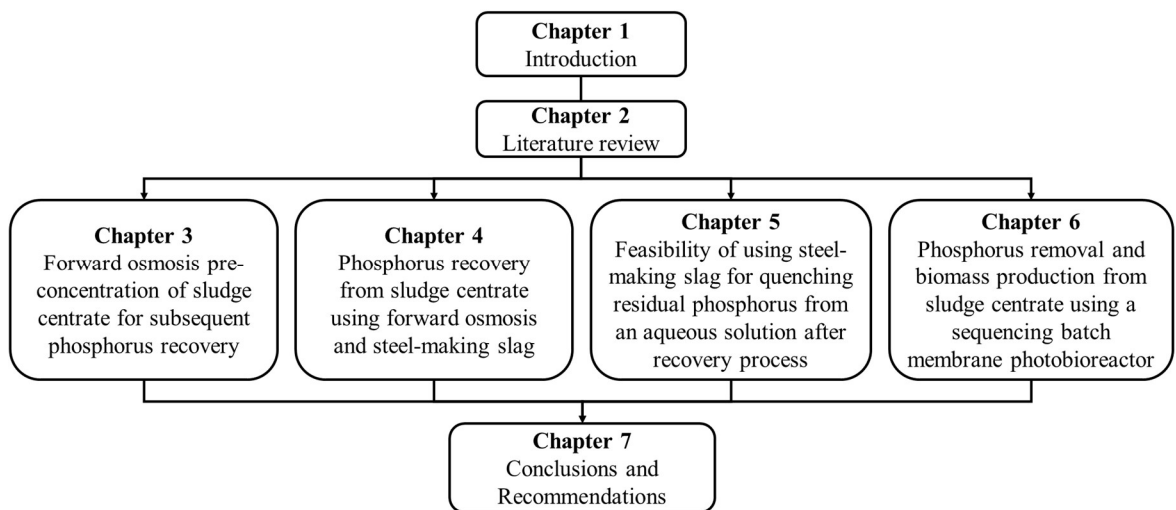 Chapter 1
Introduction
Chapter 2
Literature review
Chapter 3
Forward osmosis pre-
concentration of sludge
centrate for subsequent
phosphorus recovery
Chapter 4
Phosphorus recovery
from sludge centrate
using forward osmosis
and steel-making slag
Chapter 5
Feasibility of using steel-
making slag for quenching
residual phosphorus from
an aqueous solution after
recovery process
Chapter 6
Phosphorus removal and
biomass production from
sludge centrate using a
sequencing batch
membrane photobioreactor
Chapter 7
Conclusions and
Recommendations